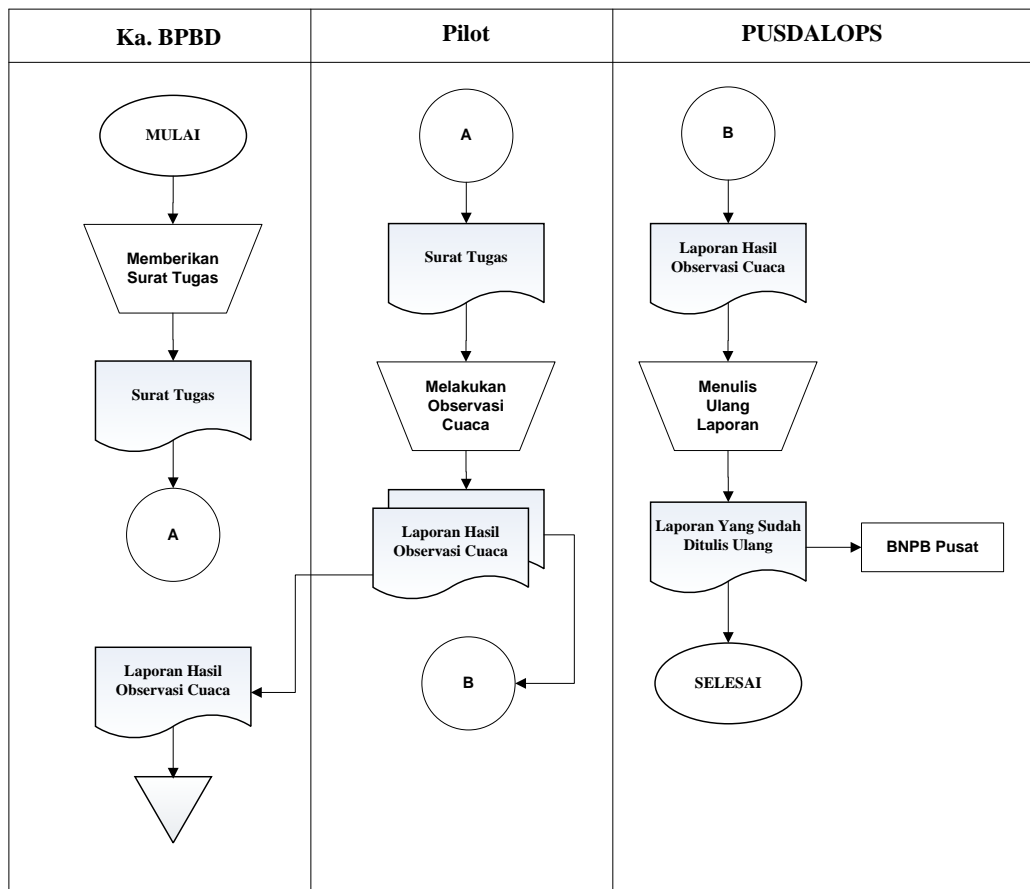 Ka. BPBD
Pilot
PUSDALOPS
MULAI
Memberikan
Surat Tugas
Surat Tugas
A
Laporan Hasil
Observasi Cuaca
A
Surat Tugas
Melakukan
Observasi
Cuaca
Laporan Hasil
Observasi Cuaca
B
B
Laporan Hasil
Observasi Cuaca
Menulis
Ulang
Laporan
Laporan Yang Sudah
Ditulis Ulang
BNPB Pusat
SELESAI